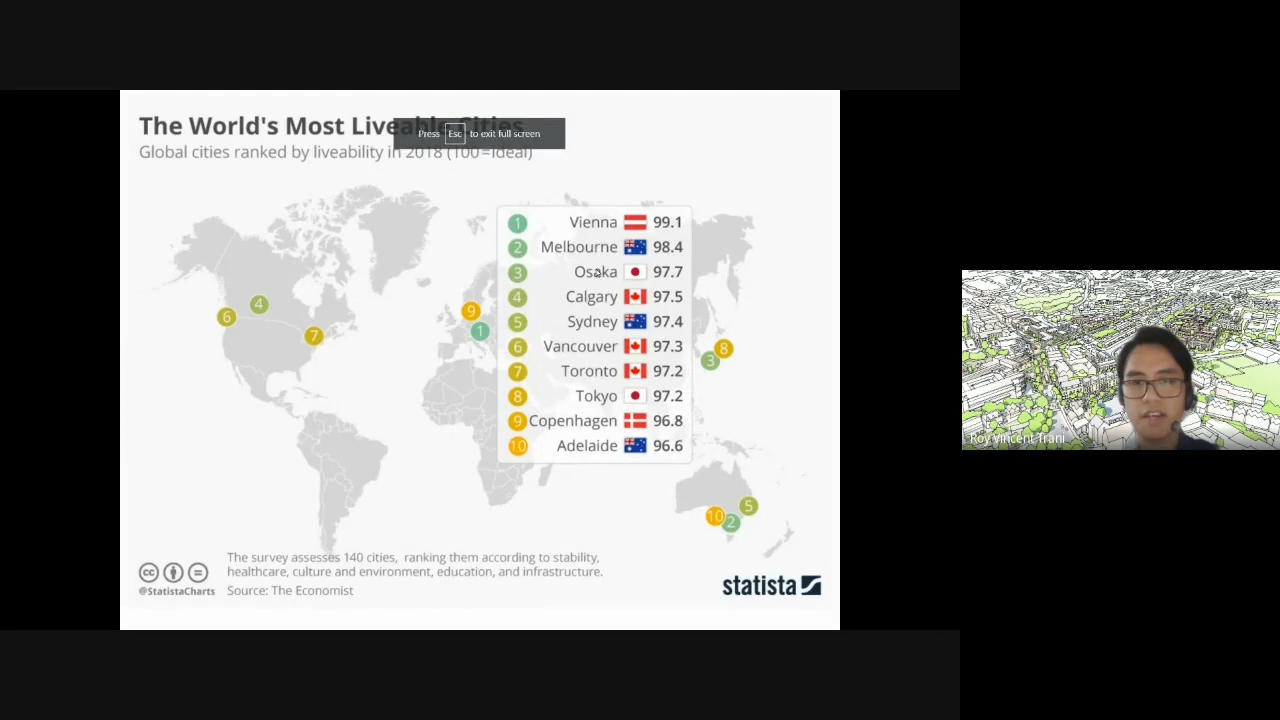 The World's Most Liveable Cities
Press Esc to exit full screen
Global cities ranked by liveability in 2018 (100=ideal)
1 Vienna 99.1
2 Melbourne 98.4
3 Osaka 97.7
4 Calgary 97.5
5 Sydney 97.4
6 Vancouver 97.3
7 Toronto 97.2
8 Tokyo 97.2
9 Copenhagen 96.8
10 Adelaide 96.6
4
6
7
9
1
8
3
5
10
2
The survey assesses 140 cities, ranking them according to stability,
healthcare, culture and environment, education, and infrastructure.
cc
@StatistaCharts Source: The Economist
statista
Roy Vincent Trani